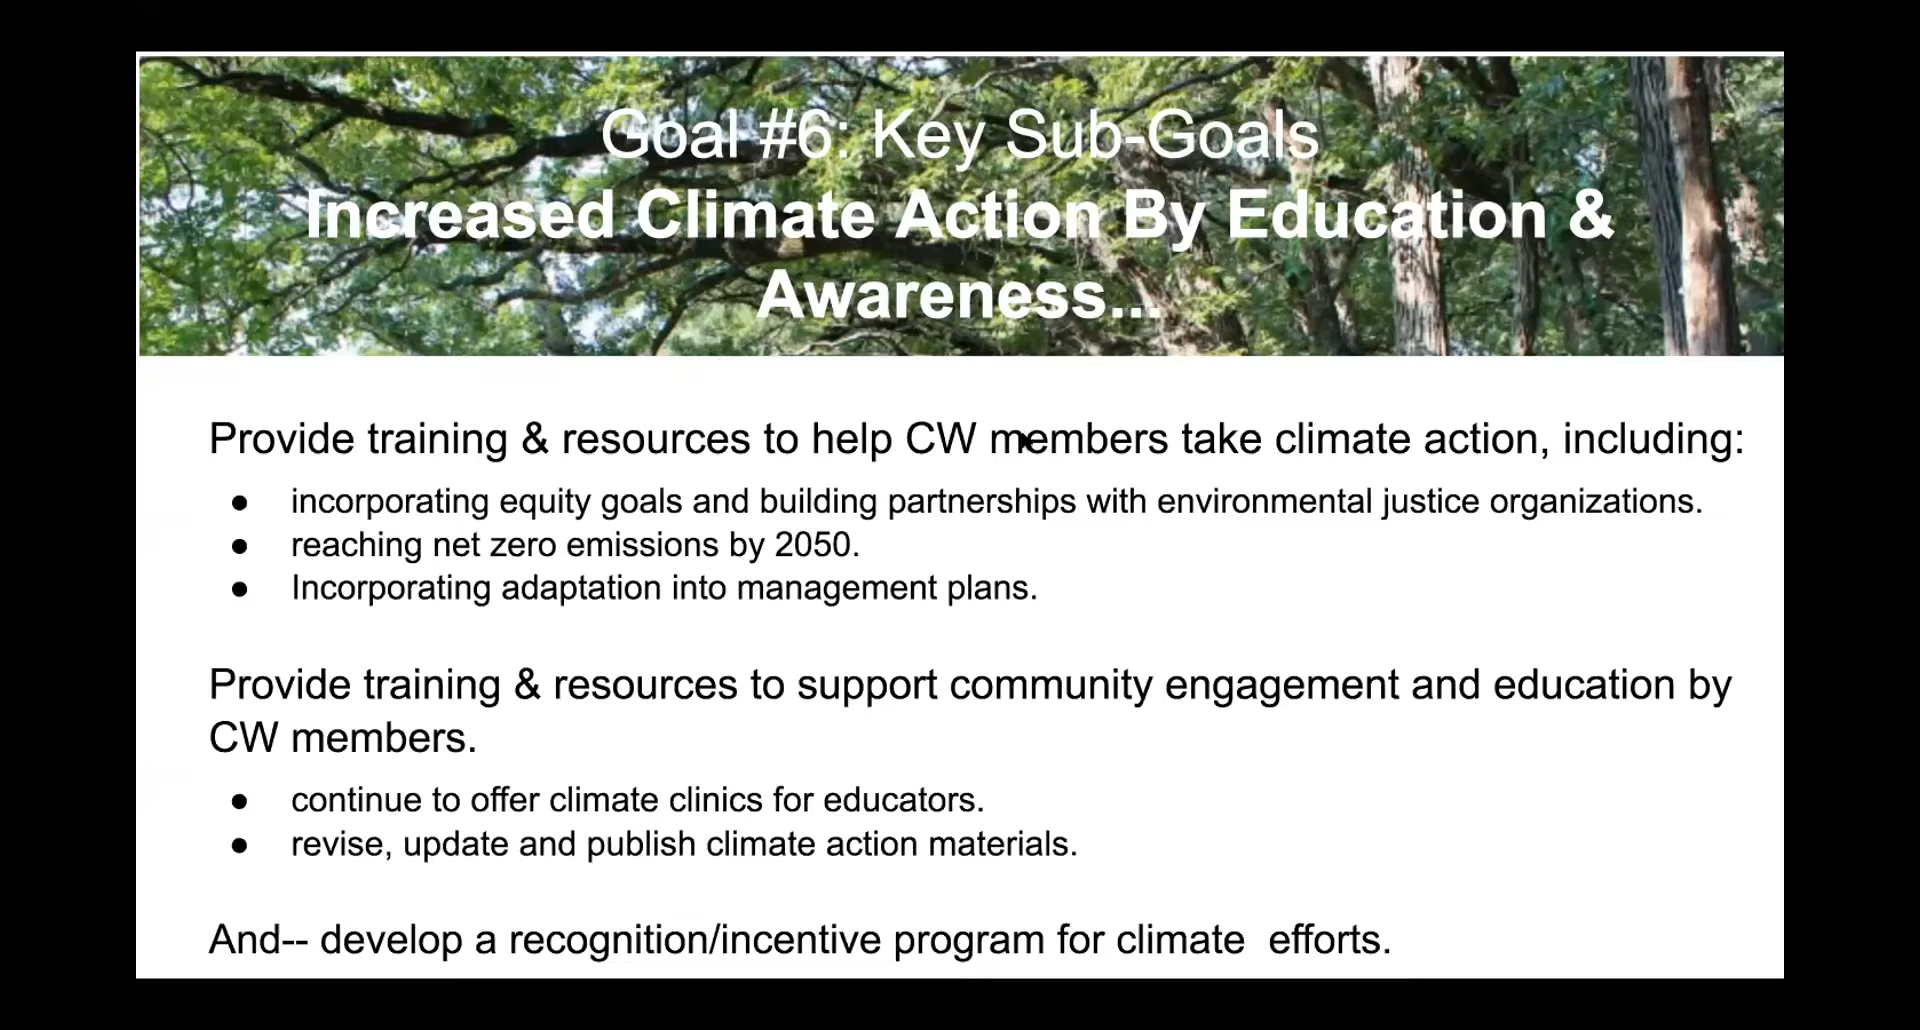 Goal #6: Key Sub-Goals
Increased Climate Action By Education &
Awareness...
Provide training & resources to help CW members take climate action, including:
● incorporating equity goals and building partnerships with environmental justice organizations.
● reaching net zero emissions by 2050.
● Incorporating adaptation into management plans.
Provide training & resources to support community engagement and education by
CW members.
● continue to offer climate clinics for educators.
● revise, update and publish climate action materials.
And-- develop a recognition/incentive program for climate  efforts.